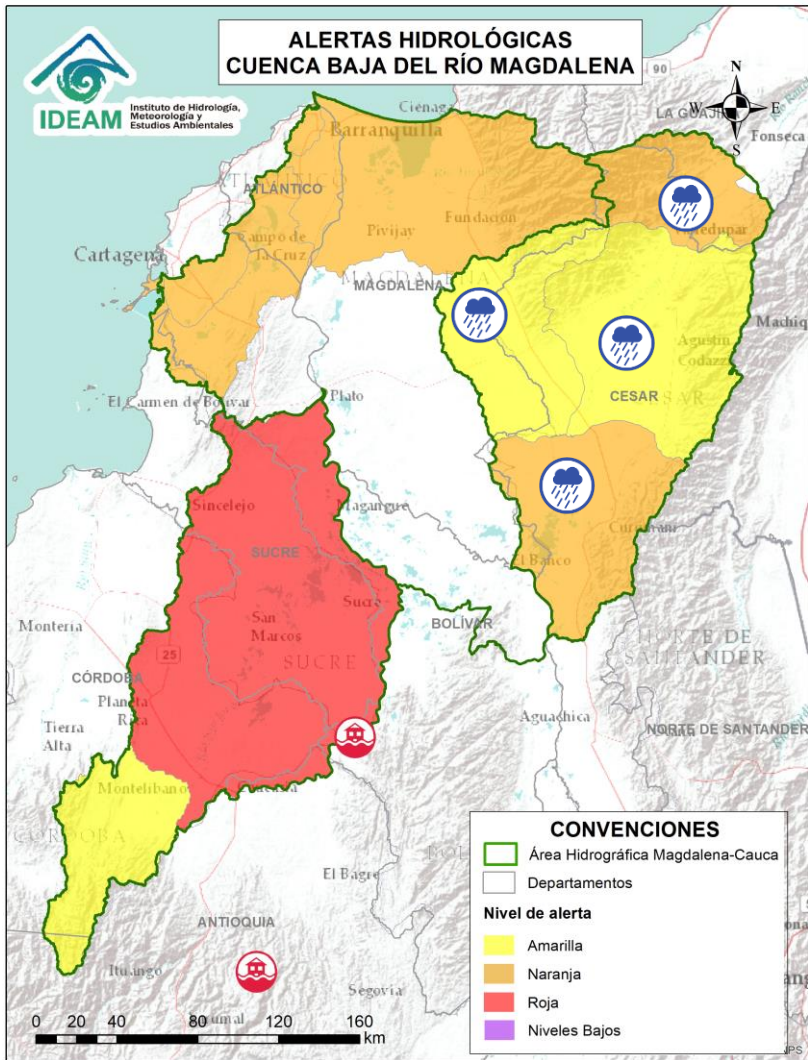 ALERTAS HIDROLÓGICAS
CUENCA BAJA DEL RÍO MAGDALENA
IDEAM
Instituto de Hidrología,
Meteorología y
Estudios Ambientales
90
N
W
E
S
Ciénaga
LA GUAJIRA
Fonseca
Barranquilla
ATLÁNTICO
Fundación
Pivijay
Campo de
la Cruz
Cartagena
MAGDALENA
MAGDALENA
Machiq
Agustín
Codazzi
CESAR
El Carmen de Bolívar
Plato
Sincelejo
Magangue
SUCRE
El Banco
Sucre
San
Marcos
BOLÍVAR
Montería
25
SUCRE
NORTE DE
SANTANDER
CÓRDOBA
Planeta
Rica
Aguachica
Tierra
Alta
NORTE DE SANTANDER
Montelíbano
CÓRDOBA
El Bagre
ANTIOQUIA
Ituango
Segovia
0 20 40 80 120 160
km
CONVENCIONES
Área Hidrográfica Magdalena-Cauca
Departamentos
Nivel de alerta
Amarilla
Naranja
Roja
Niveles Bajos